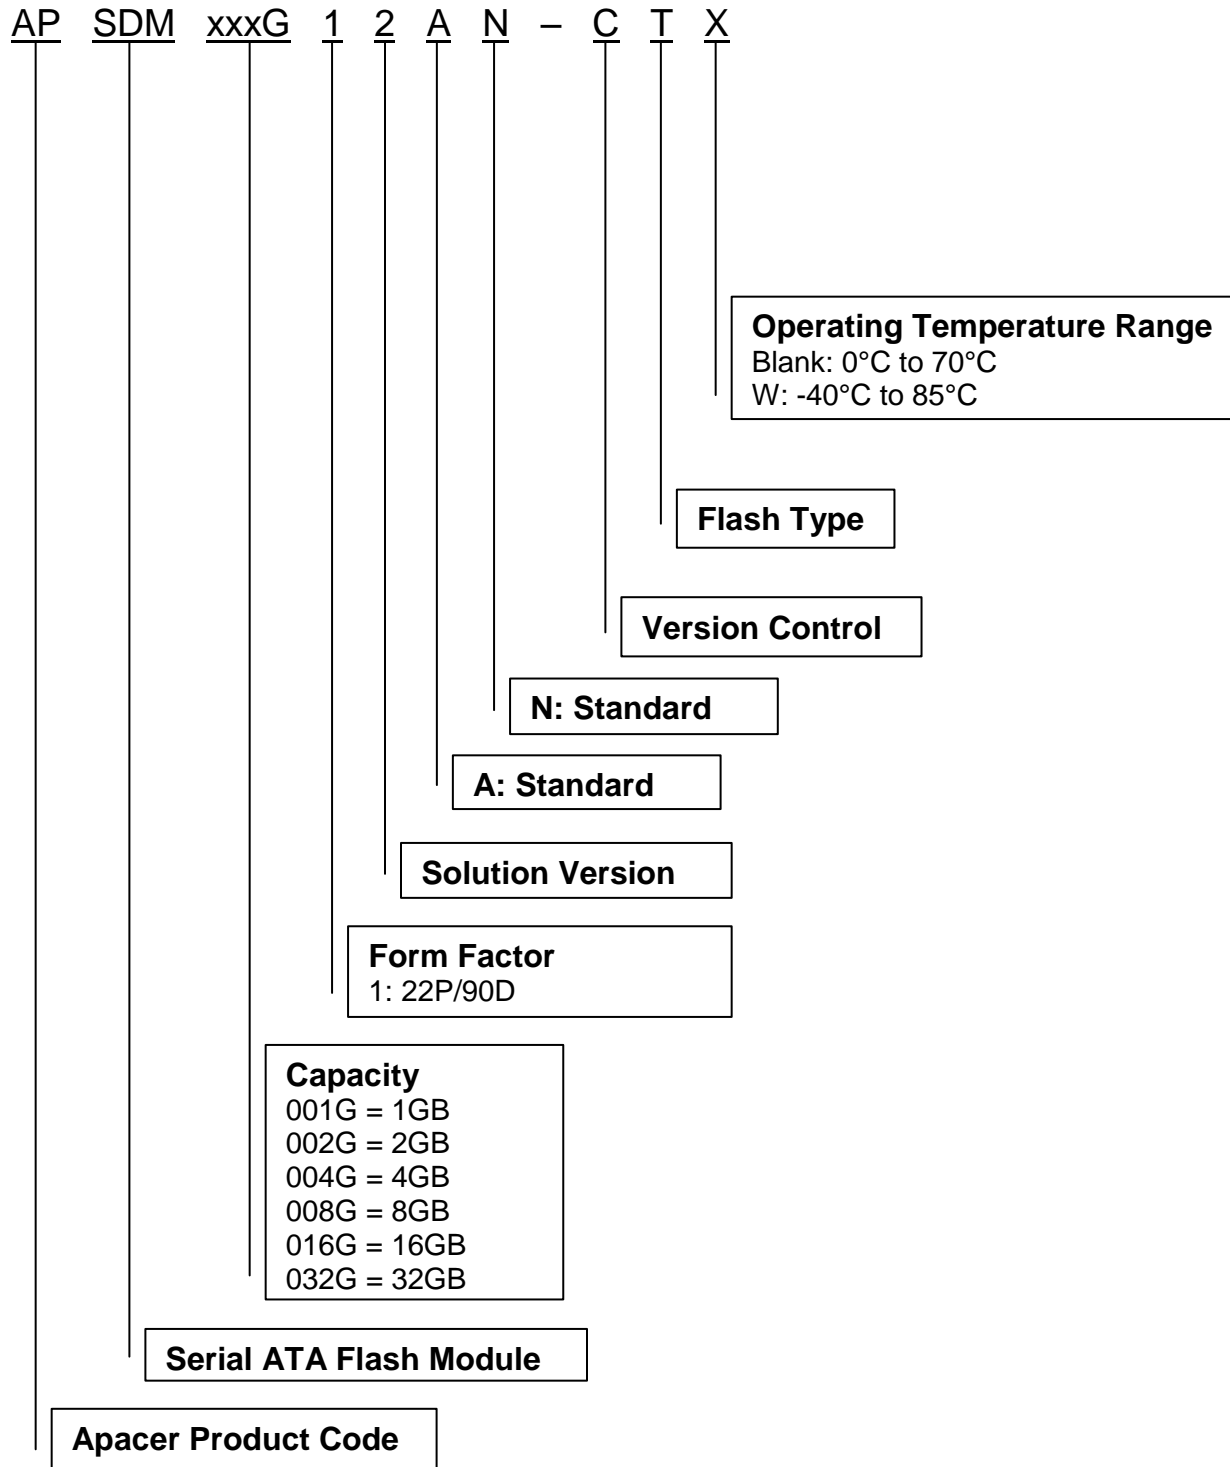 AP SDM xxxG 1 2 A N – C T X
Operating Temperature Range
Blank: 0°C to 70°C
W: -40°C to 85°C
Flash Type
Version Control
N: Standard
A: Standard
Solution Version
Form Factor
1: 22P/90D
Capacity
001G = 1GB
002G = 2GB
004G = 4GB
008G = 8GB
016G = 16GB
032G = 32GB
Serial ATA Flash Module
Apacer Product Code